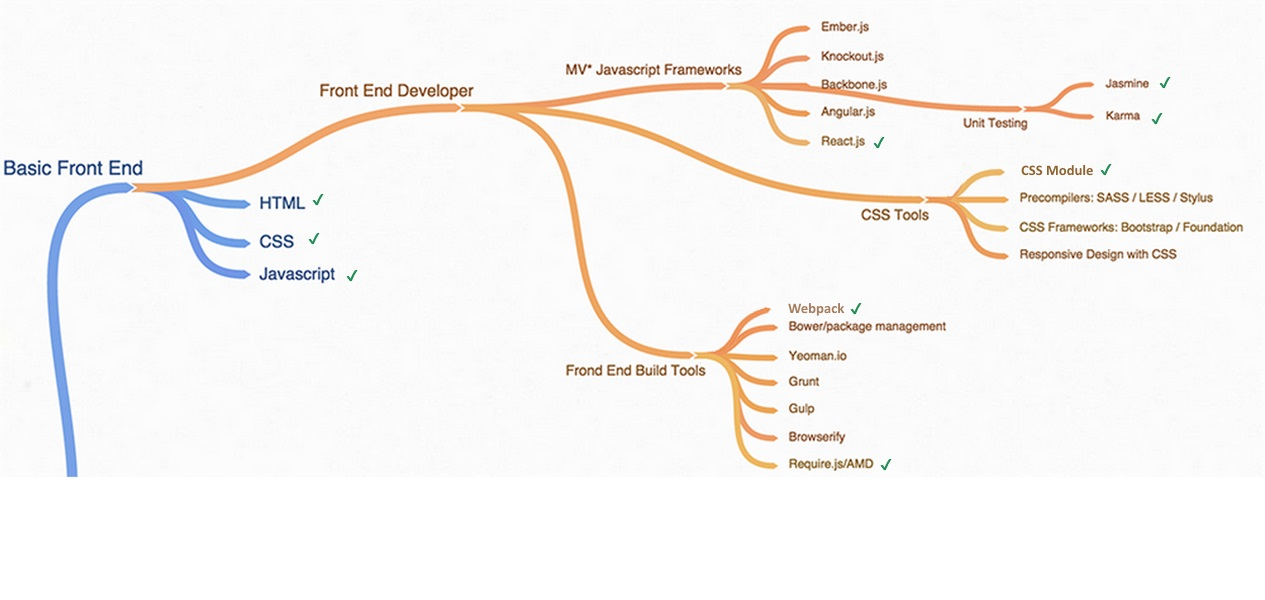 Basic Front End
HTML ✓
CSS ✓
Javascript ✓
Front End Developer
MV* Javascript Frameworks
Ember.js
Knockout.js
Backbone.js
Angular.js
React.js ✓
Unit Testing
Jasmine ✓
Karma ✓
CSS Tools
CSS Module ✓
Precompilers: SASS / LESS / Stylus
CSS Frameworks: Bootstrap / Foundation
Responsive Design with CSS
Frond End Build Tools
Webpack ✓
Bower/package management
Yeoman.io
Grunt
Gulp
Browserify
Require.js/AMD ✓